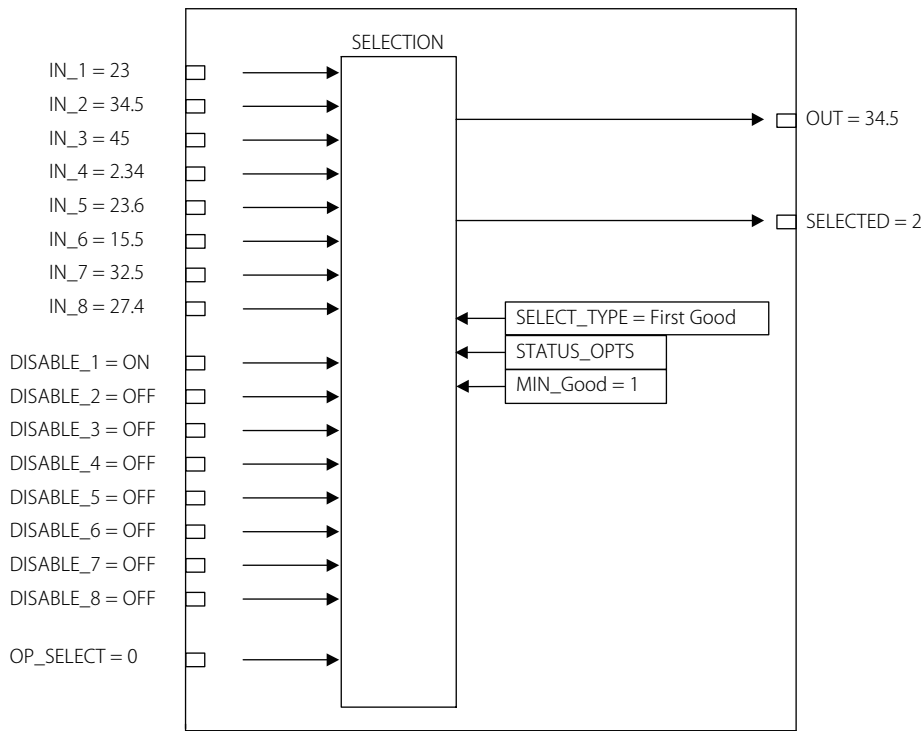 SELECTION
IN_1 = 23
IN_2 = 34.5
IN_3 = 45
IN_4 = 2.34
IN_5 = 23.6
IN_6 = 15.5
IN_7 = 32.5
IN_8 = 27.4
DISABLE_1 = ON
DISABLE_2 = OFF
DISABLE_3 = OFF
DISABLE_4 = OFF
DISABLE_5 = OFF
DISABLE_6 = OFF
DISABLE_7 = OFF
DISABLE_8 = OFF
OP_SELECT = 0
SELECT_TYPE = First Good
STATUS_OPTS
MIN_Good = 1
OUT = 34.5
SELECTED = 2